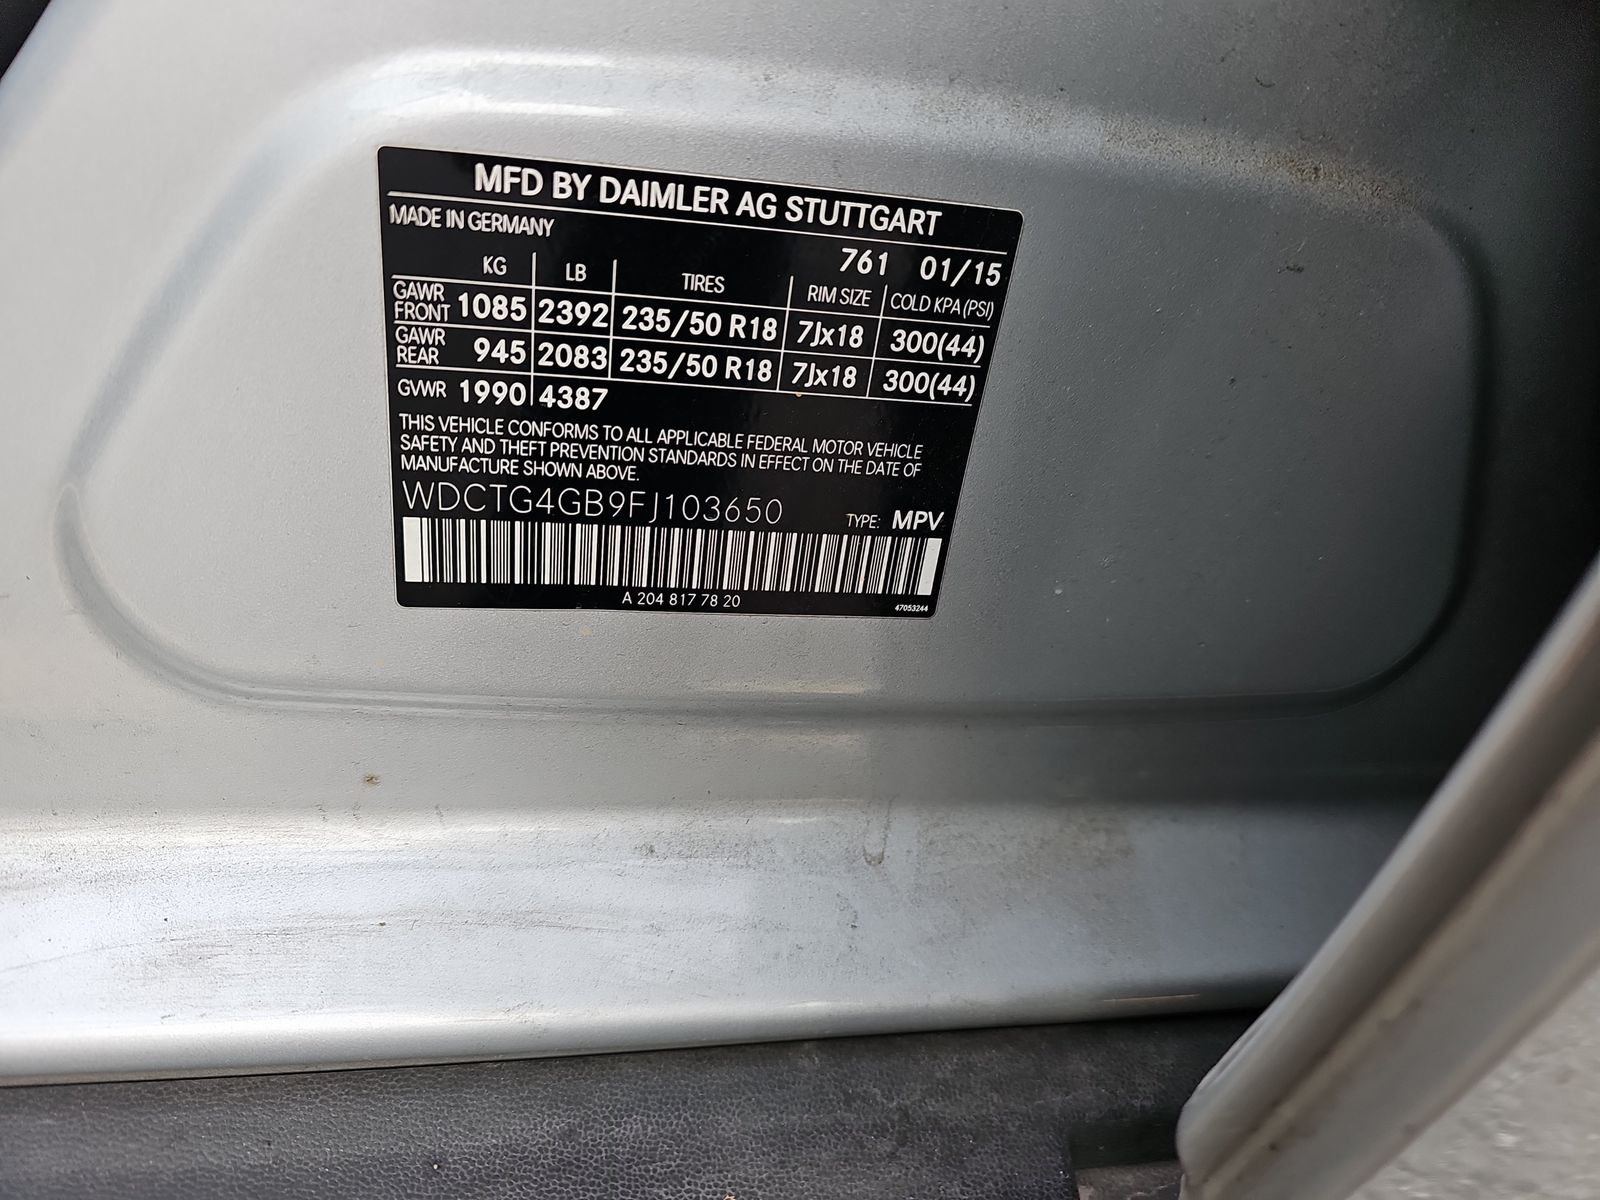 MFD BY DAIMLER AG STUTTGART
MADE IN GERMANY
761 01/15
KG LB TIRES RIM SIZE COLD KPA (PSI)
GAWR FRONT 1085 2392 235/50 R18 7Jx18 300(44)
GAWR REAR 945 2083 235/50 R18 7Jx18 300(44)
GVWR 1990 4387
THIS VEHICLE CONFORMS TO ALL APPLICABLE FEDERAL MOTOR VEHICLE
SAFETY AND THEFT PREVENTION STANDARDS IN EFFECT ON THE DATE OF
MANUFACTURE SHOWN ABOVE.
WDCTG4GB9FJ103650 TYPE: MPV
A 204 817 78 20
47053244